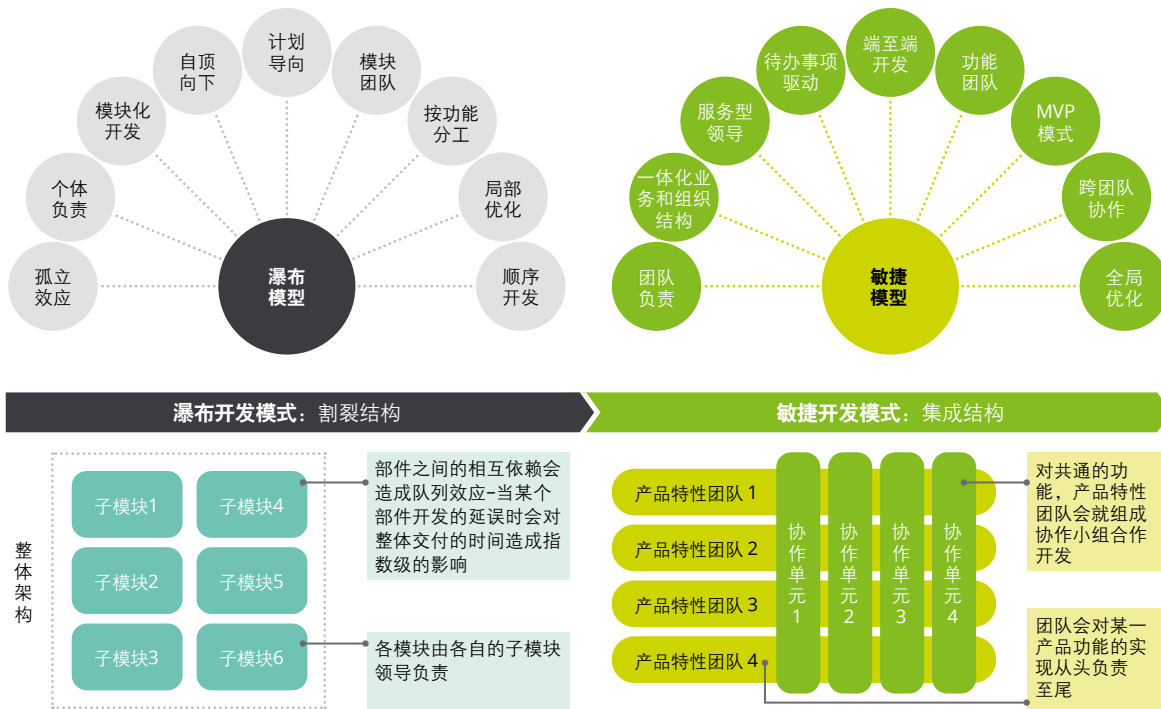 计划
导向
自顶
向下
模块
团队
模块化
开发
按功能
分工
个体
负责
局部
优化
孤立
效应
顺序
开发
瀑布
模型
端至端
开发
待办事项
驱动
功能
团队
服务型
领导
MVP
模式
一体化业
务和组织
结构
跨团队
协作
团队
负责
全局
优化
敏捷
模型
瀑布开发模式：割裂结构
敏捷开发模式：集成结构
整体架构
子模块1
子模块4
子模块2
子模块5
子模块3
子模块6
部件之间的相互依赖会
造成队列效应–当某个
部件开发的延误时会对
整体交付的时间造成指
数级的影响
各模块由各自的子模块
领导负责
产品特性团队 1
产品特性团队 2
产品特性团队 3
产品特性团队 4
协作单元1
协作单元2
协作单元3
协作单元4
对共通的功
能，产品特性
团队会就组成
协作小组合作
开发
团队会对某一
产品功能的实
现从头负责
至尾